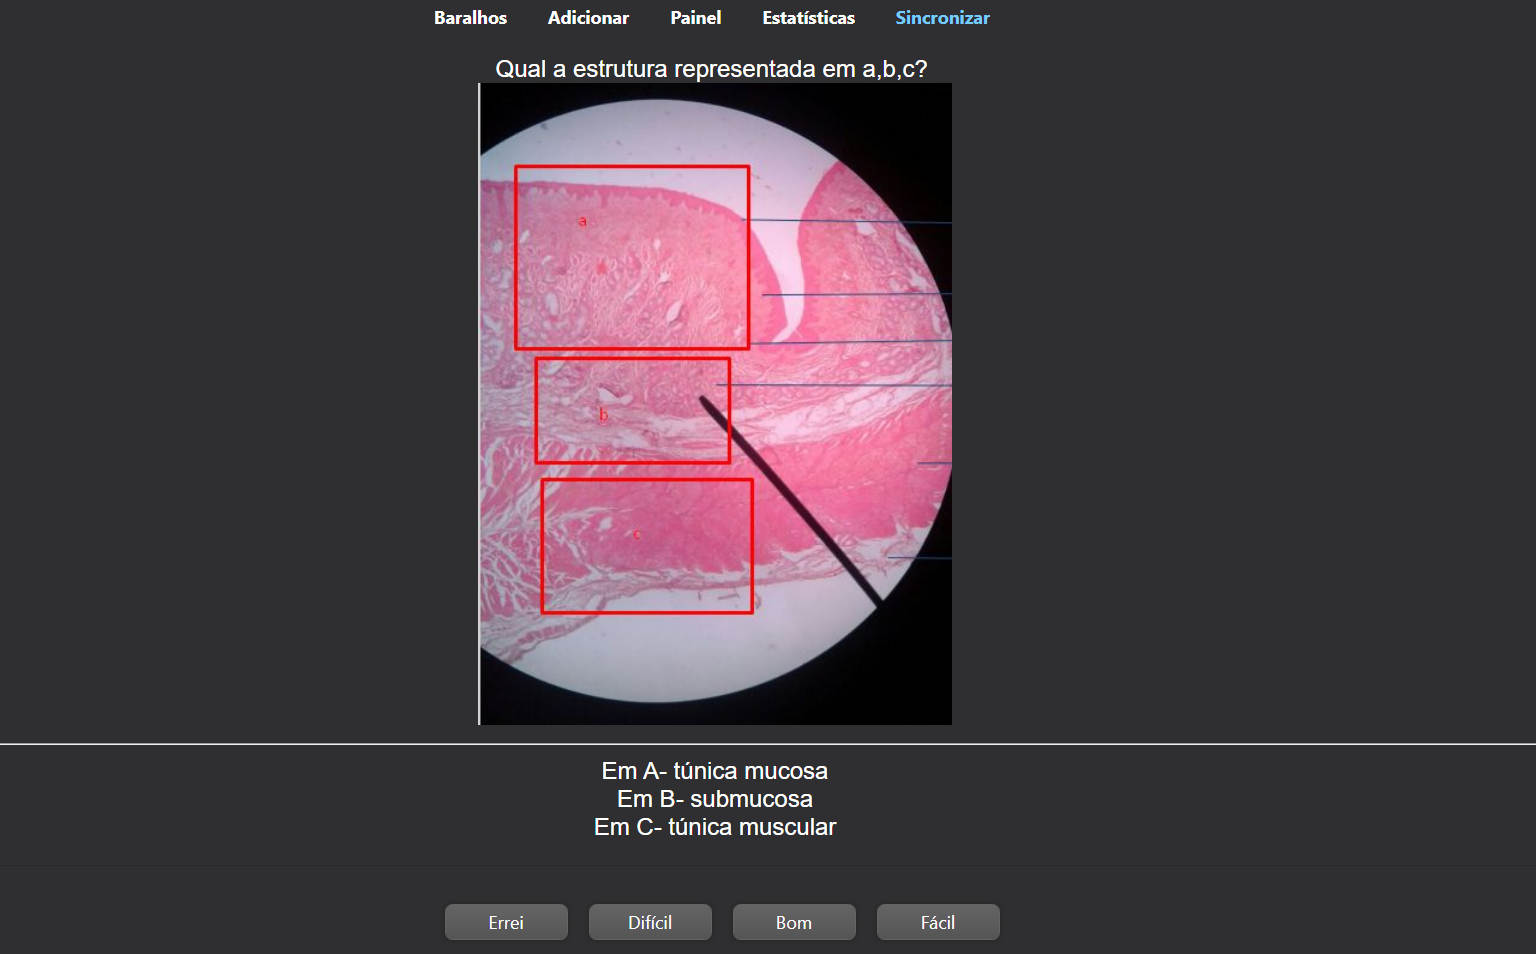 Baralhos Adicionar Painel Estatísticas Sincronizar
Qual a estrutura representada em a,b,c?
a
b
c
Em A- túnica mucosa
Em B- submucosa
Em C- túnica muscular
Errei Difícil Bom Fácil